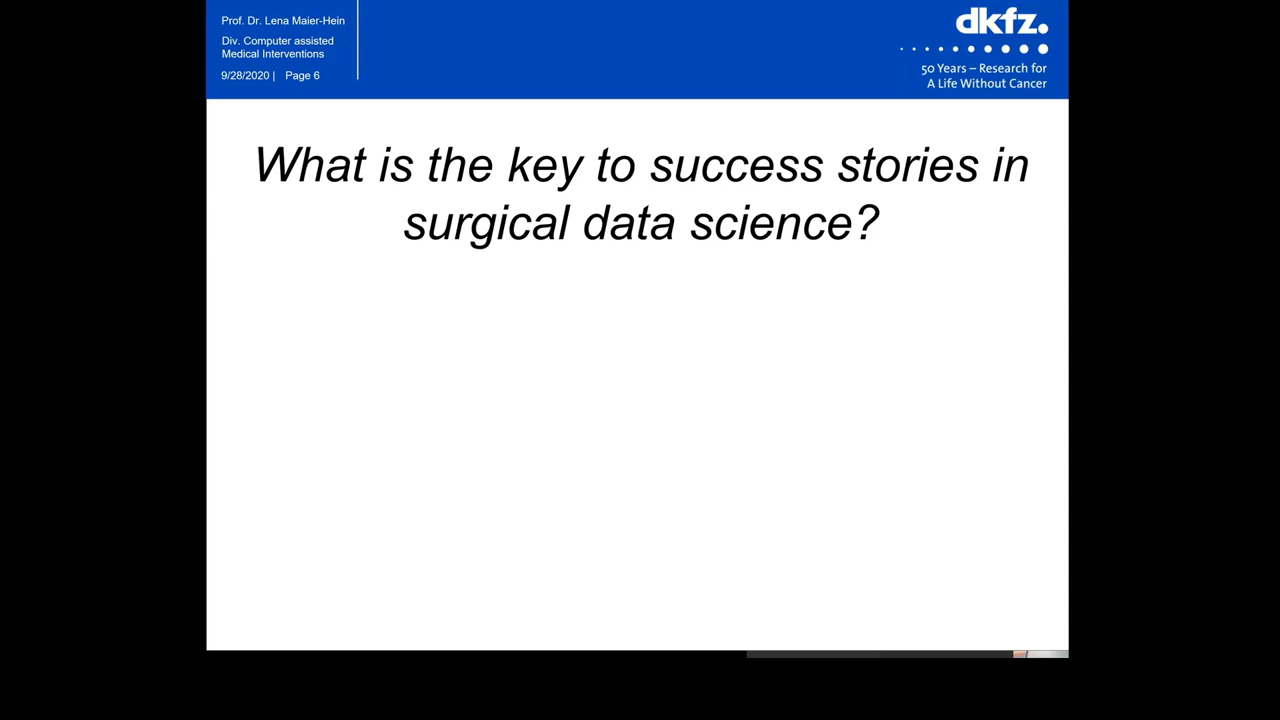 Prof. Dr. Lena Maier-Hein
Div. Computer assisted
Medical Interventions
9/28/2020 | Page 6
dkfz.
50 Years – Research for
A Life Without Cancer
What is the key to success stories in
surgical data science?